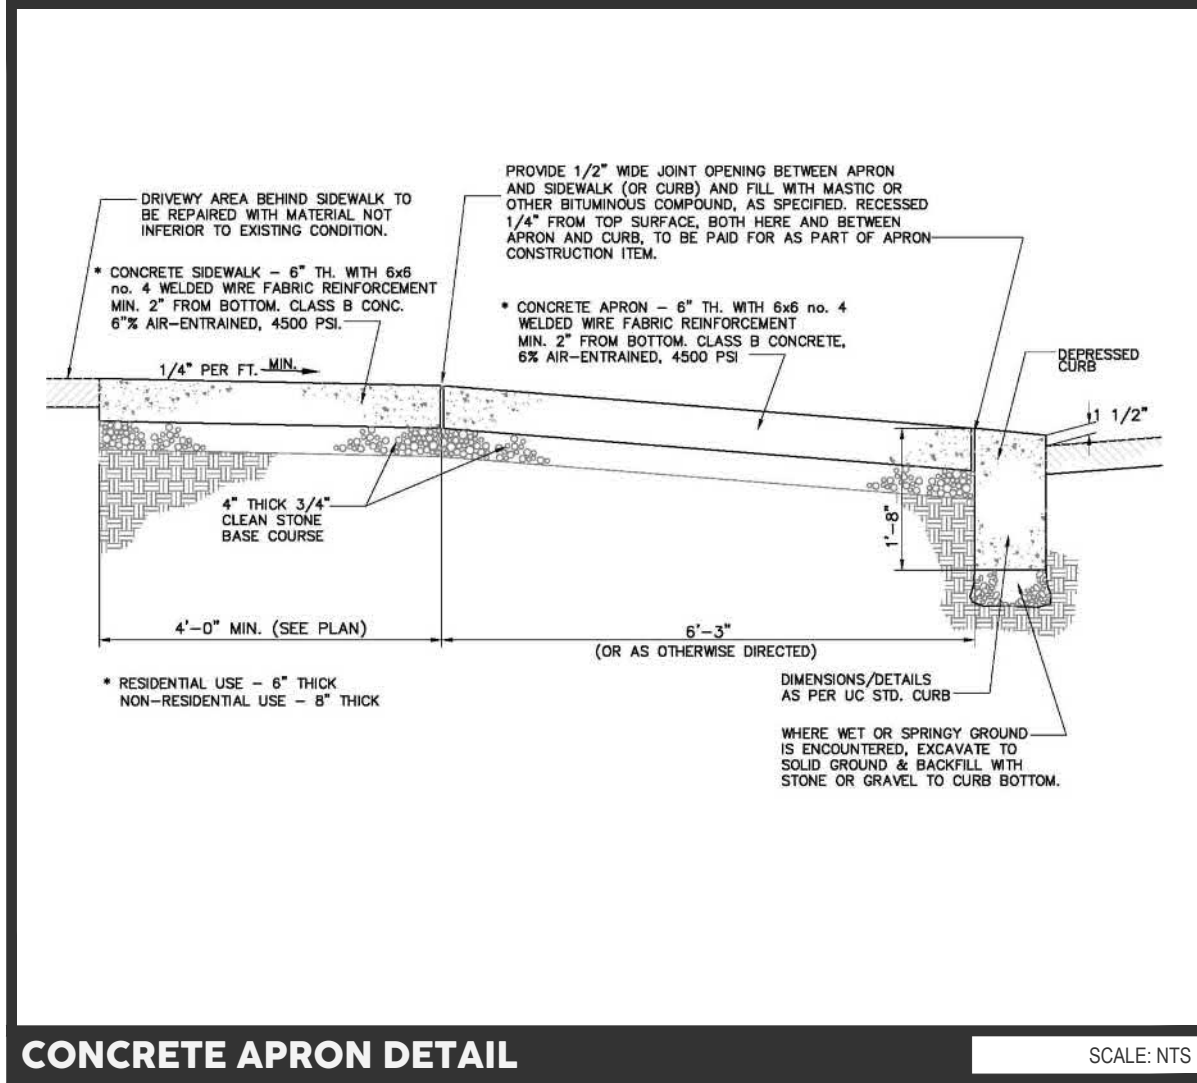 DRIVEWY AREA BEHIND SIDEWALK TO
BE REPAIRED WITH MATERIAL NOT
INFERIOR TO EXISTING CONDITION.
PROVIDE 1/2" WIDE JOINT OPENING BETWEEN APRON
AND SIDEWALK (OR CURB) AND FILL WITH MASTIC OR
OTHER BITUMINOUS COMPOUND, AS SPECIFIED. RECESSED
1/4" FROM TOP SURFACE, BOTH HERE AND BETWEEN
APRON AND CURB, TO BE PAID FOR AS PART OF APRON
CONSTRUCTION ITEM.
* CONCRETE SIDEWALK – 6" TH. WITH 6x6
no. 4 WELDED WIRE FABRIC REINFORCEMENT
MIN. 2" FROM BOTTOM. CLASS B CONC.
6"% AIR–ENTRAINED, 4500 PSI.
* CONCRETE APRON – 6" TH. WITH 6x6 no. 4
WELDED WIRE FABRIC REINFORCEMENT
MIN. 2" FROM BOTTOM. CLASS B CONCRETE,
6% AIR–ENTRAINED, 4500 PSI
1/4" PER FT. MIN.
DEPRESSED
CURB
1 1/2"
4" THICK 3/4"
CLEAN STONE
BASE COURSE
1'–8"
4'–0" MIN. (SEE PLAN)
6'–3"
(OR AS OTHERWISE DIRECTED)
* RESIDENTIAL USE – 6" THICK
NON–RESIDENTIAL USE – 8" THICK
DIMENSIONS/DETAILS
AS PER UC STD. CURB
WHERE WET OR SPRINGY GROUND
IS ENCOUNTERED, EXCAVATE TO
SOLID GROUND & BACKFILL WITH
STONE OR GRAVEL TO CURB BOTTOM.
CONCRETE APRON DETAIL
SCALE: NTS